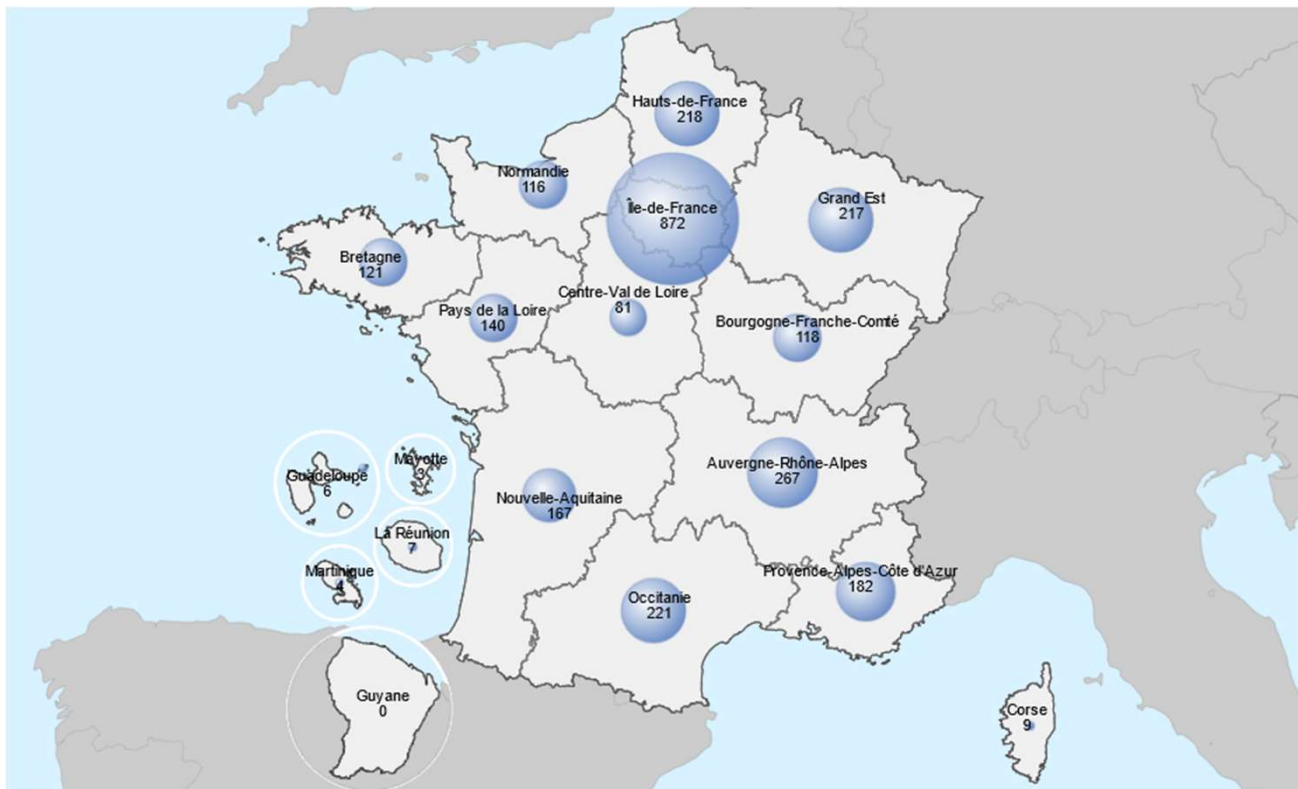 Hauts-de-France
218
Normandie
116
Île-de-France
872
Grand Est
217
Bretagne
121
Centre-Val de Loire
81
Pays de la Loire
140
Bourgogne-Franche-Comté
118
Auvergne-Rhône-Alpes
267
Mayotte
3
Guadeloupe
6
Nouvelle-Aquitaine
167
La Réunion
7
Martinique
4
Provence-Alpes-Côte d'Azur
182
Occitanie
221
Guyane
0
Corse
9